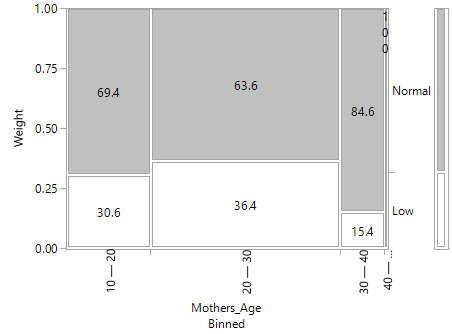 1.00
0.75
0.50
0.25
0.00
Weight
69.4
30.6
63.6
36.4
84.6
15.4
1
0
0
Normal
Low
10 — 20
20 — 30
30 — 40
40 — ...
Mothers_Age
Binned